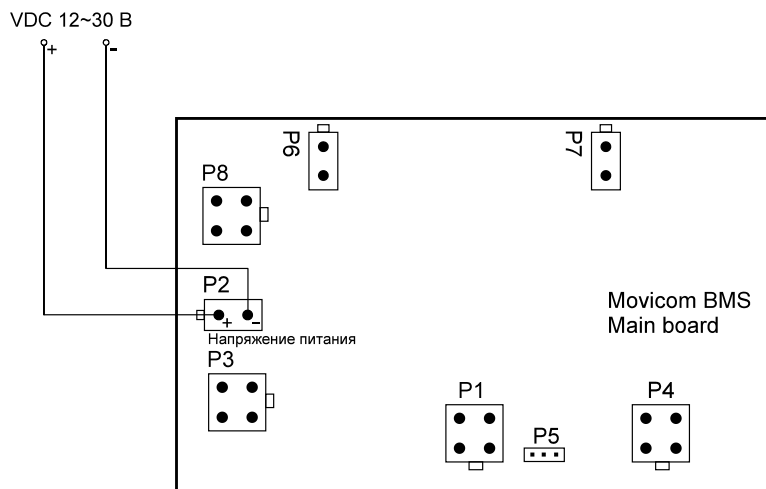 VDC 12~30 В
+ -
P6
P7
P8
P2
+ -
Напряжение питания
Movicom BMS
Main board
P3
P1
P4
P5